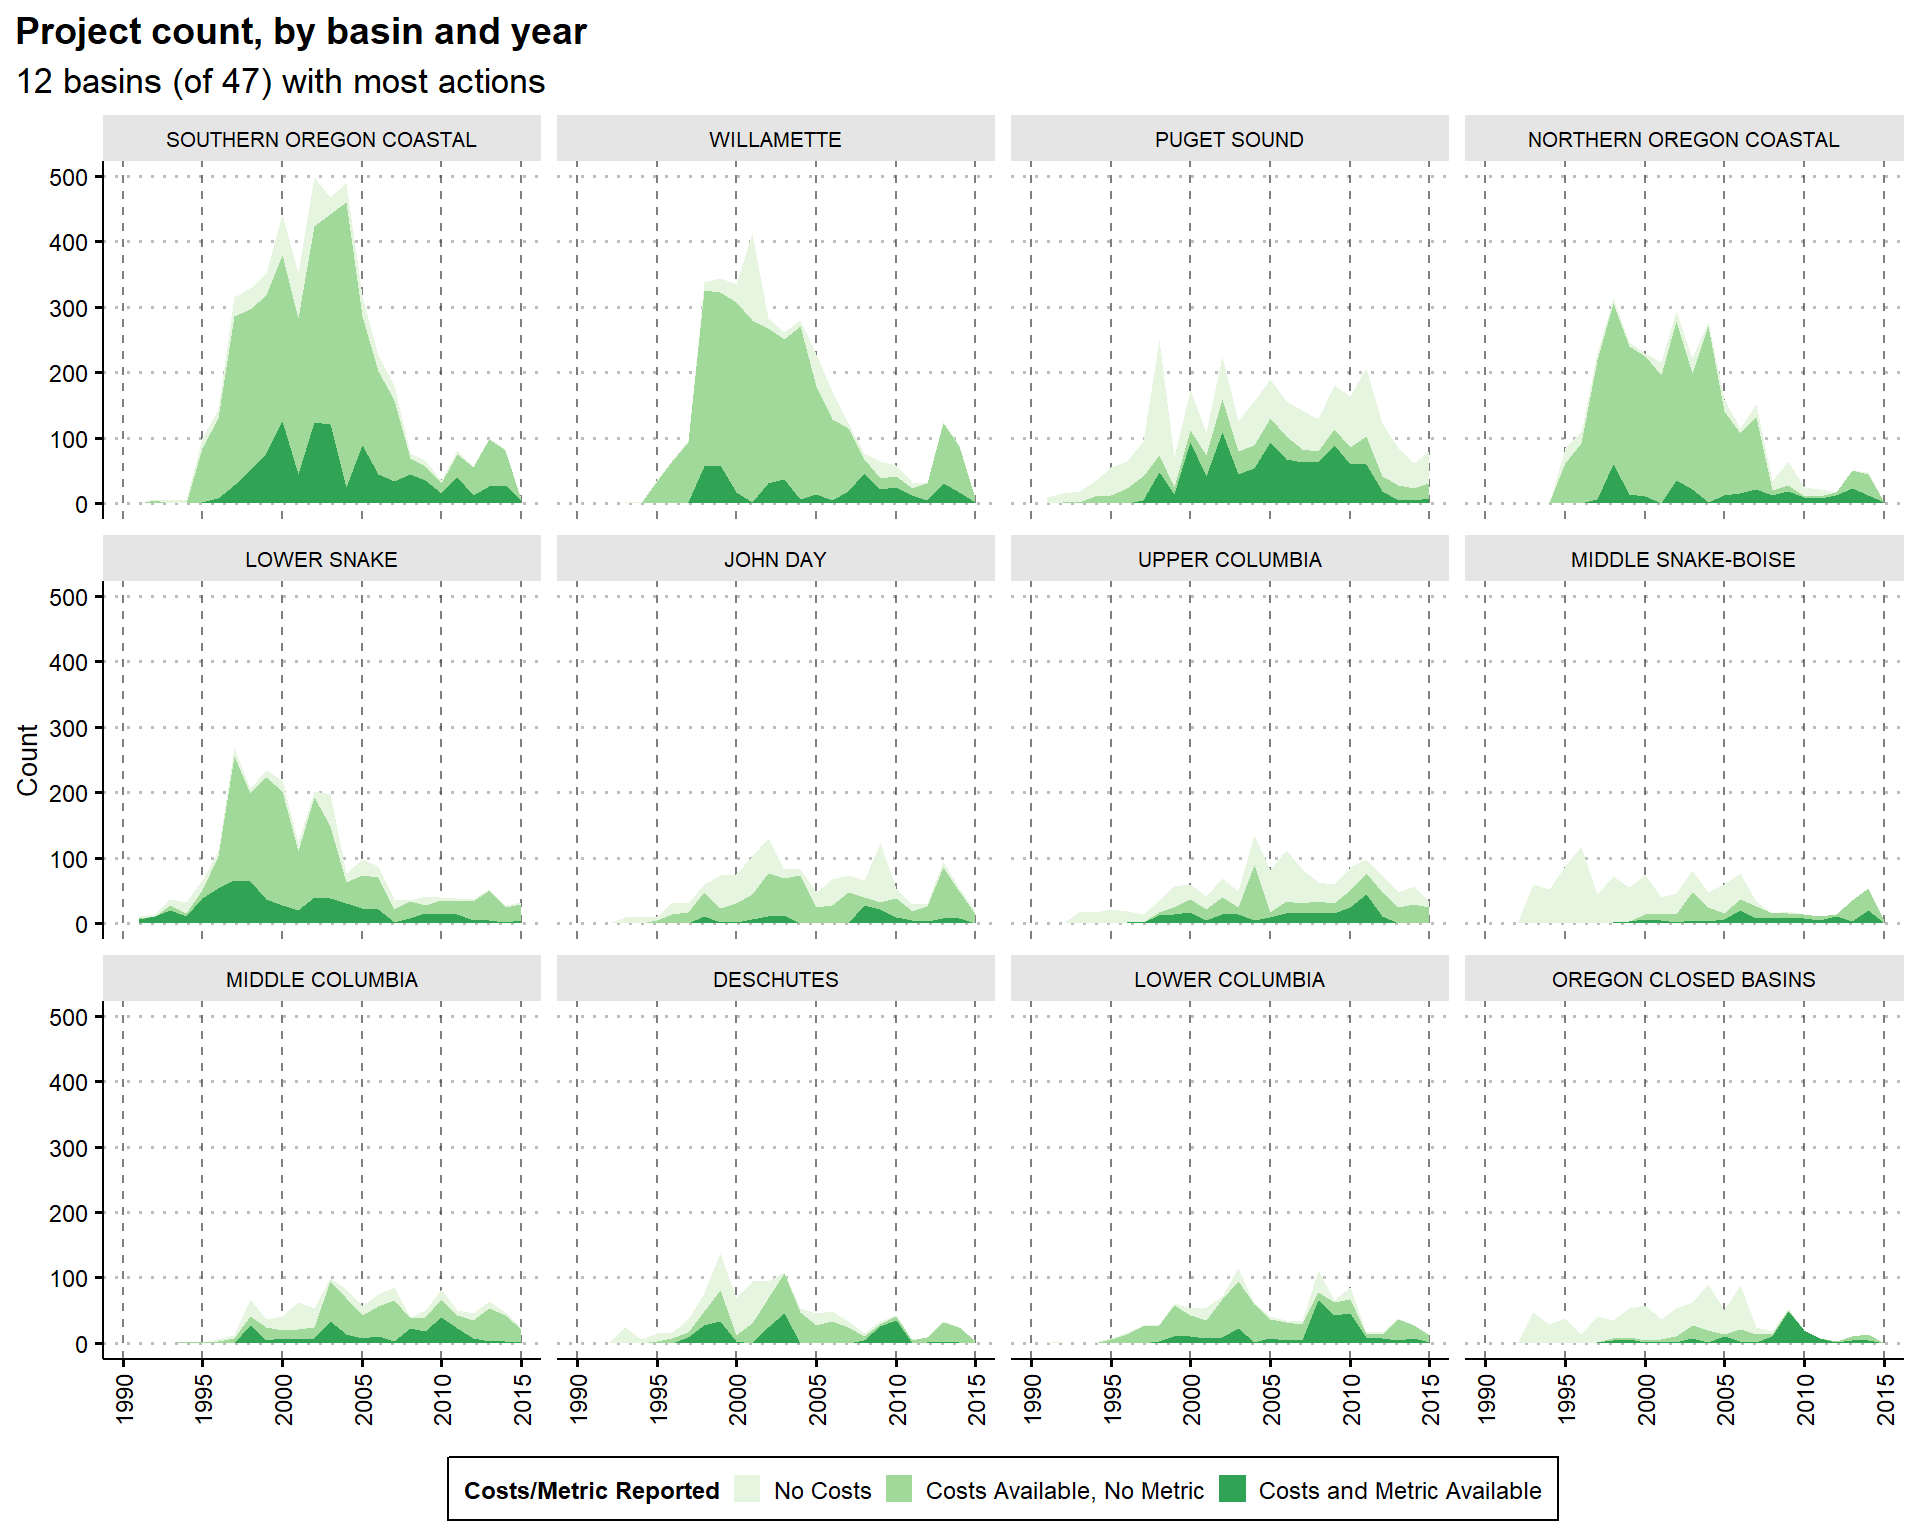 Project count, by basin and year
12 basins (of 47) with most actions
SOUTHERN OREGON COASTAL
WILLAMETTE
PUGET SOUND
NORTHERN OREGON COASTAL
500
400
300
200
100
0
LOWER SNAKE
JOHN DAY
UPPER COLUMBIA
MIDDLE SNAKE-BOISE
500
400
300
200
100
0
Count
MIDDLE COLUMBIA
DESCHUTES
LOWER COLUMBIA
OREGON CLOSED BASINS
500
400
300
200
100
0
1990 1995 2000 2005 2010 2015
1990 1995 2000 2005 2010 2015
1990 1995 2000 2005 2010 2015
1990 1995 2000 2005 2010 2015
Costs/Metric Reported No Costs Costs Available, No Metric Costs and Metric Available